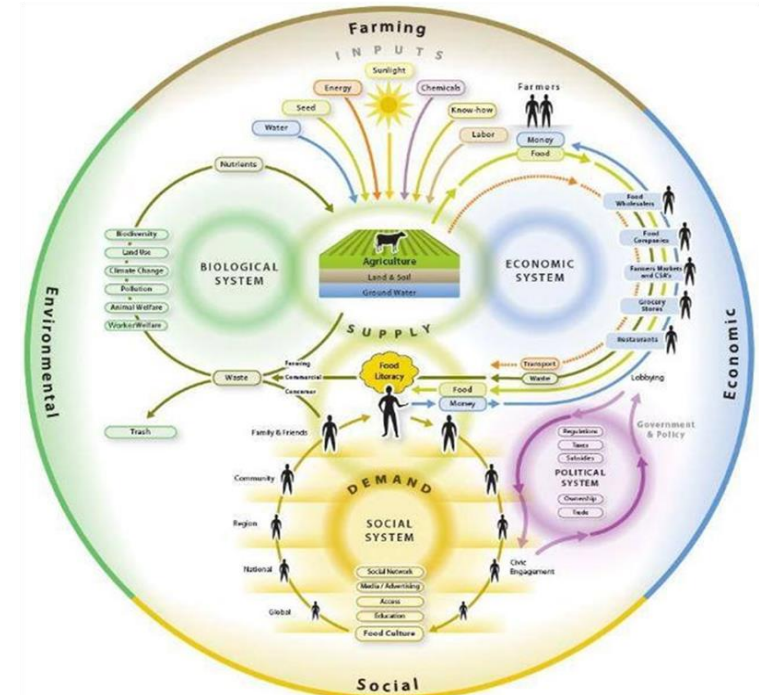 Farming
INPUTS
Sunlight
Energy
Chemicals
Seed
Know-how
Water
Labor
Farmers
Money
Food
Nutrients
Food Wholesalers
Food Companies
Farmers Markets and CSA's
Grocery Stores
Restaurants
Biodiversity
Land Use
Climate Change
Pollution
Animal Welfare
Worker Welfare
BIOLOGICAL
SYSTEM
Agriculture
Land & Soil
Ground Water
ECONOMIC
SYSTEM
Environmental
Economic
SUPPLY
Food
Literacy
Transport
Waste
Food
Money
Farming
Commercial
Consumer
Waste
Trash
Lobbying
Government
& Policy
Regulations
Taxes
Subsidies
POLITICAL
SYSTEM
Ownership
Trade
Civic
Engagement
Family & Friends
Community
Region
National
Global
DEMAND
SOCIAL
SYSTEM
Social Network
Media / Advertising
Access
Education
Food Culture
Social